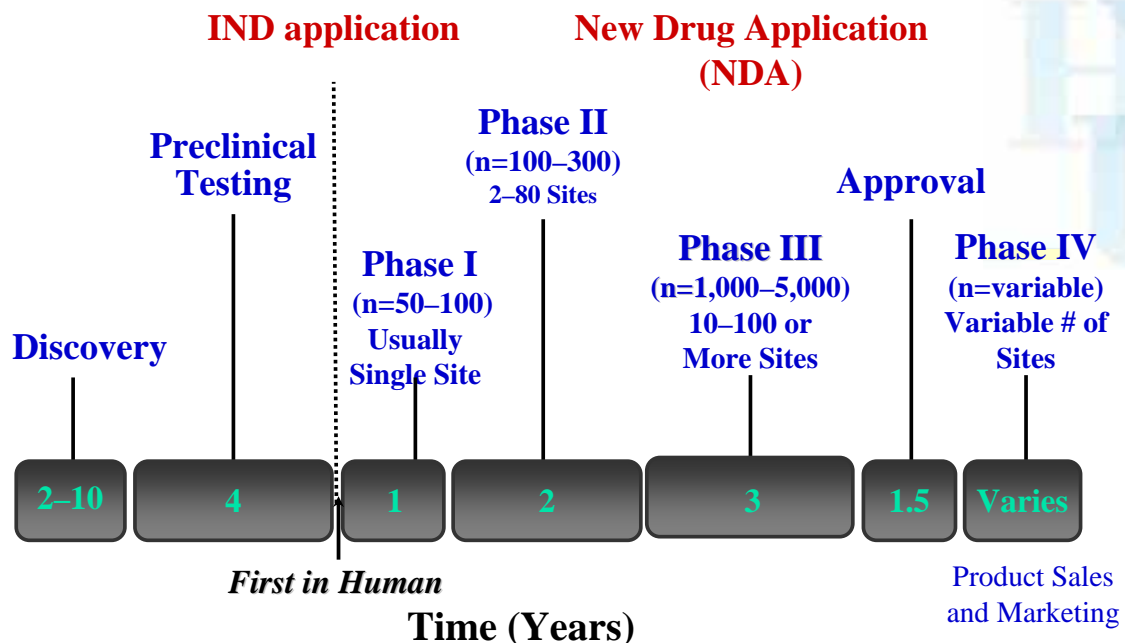 IND application
New Drug Application
(NDA)
Discovery
Preclinical
Testing
Phase I
(n=50–100)
Usually
Single Site
Phase II
(n=100–300)
2–80 Sites
Phase III
(n=1,000–5,000)
10–100 or
More Sites
Approval
Phase IV
(n=variable)
Variable # of
Sites
2–10
4
1
2
3
1.5
Varies
First in Human
Time (Years)
Product Sales
and Marketing